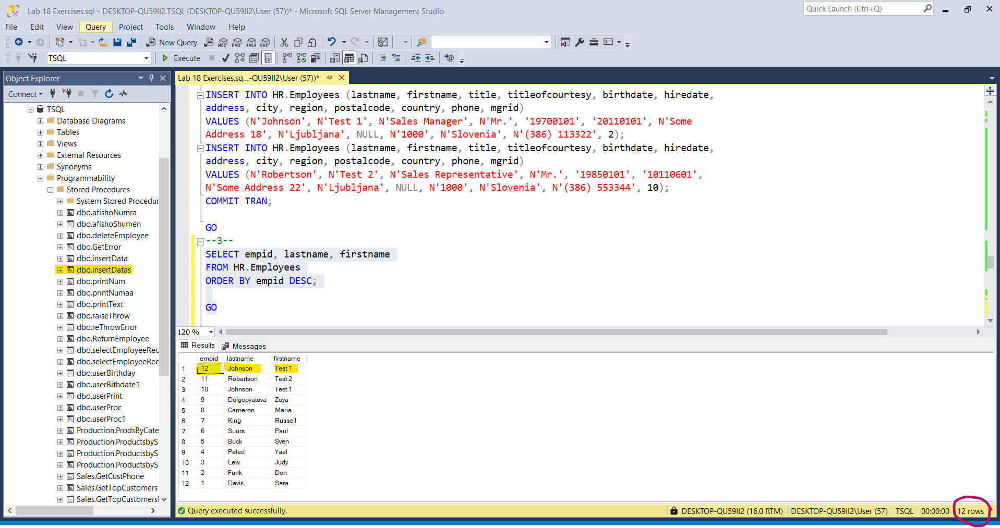 Lab 18 Exercises.sql - DESKTOP-QU59II2.TSQL (DESKTOP-QU59II2\User (57))* - Microsoft SQL Server Management Studio
Quick Launch (Ctrl+Q)
File Edit View Query Project Tools Window Help
New Query MDX DMX XMLA DAX
TSQL Execute
Object Explorer
Connect
TSQL
Database Diagrams
Tables
Views
External Resources
Synonyms
Programmability
Stored Procedures
System Stored Procedur
dbo.afishoNumra
dbo.afishoShumën
dbo.deleteEmployee
dbo.GetError
dbo.insertData
dbo.insertDatas
dbo.printNum
dbo.printNumaa
dbo.printText
dbo.raiseThrow
dbo.reThrowError
dbo.ReturnEmployee
dbo.selectEmployeeRec
dbo.selectEmployeeRec
dbo.userBirthday
dbo.userBithdate1
dbo.userPrint
dbo.userProc
dbo.userProc1
Production.ProdsByCate
Production.ProductsbyS
Production.ProductsbyS
Production.ProductsbyS
Sales.GetCustPhone
Sales.GetTopCustomers
Sales.GetTopCustomersI
Lab 18 Exercises.sq...-QU59II2\User (57))*
INSERT INTO HR.Employees (lastname, firstname, title, titleofcourtesy, birthdate, hiredate,
address, city, region, postalcode, country, phone, mgrid)
VALUES (N'Johnson', N'Test 1', N'Sales Manager', N'Mr.', '19700101', '20110101', N'Some
Address 18', N'Ljubljana', NULL, N'1000', N'Slovenia', N'(386) 113322', 2);
INSERT INTO HR.Employees (lastname, firstname, title, titleofcourtesy, birthdate, hiredate,
address, city, region, postalcode, country, phone, mgrid)
VALUES (N'Robertson', N'Test 2', N'Sales Representative', N'Mr.', '19850101', '10110601',
N'Some Address 22', N'Ljubljana', NULL, N'1000', N'Slovenia', N'(386) 553344', 10);
COMMIT TRAN;
GO
--3--
SELECT empid, lastname, firstname
FROM HR.Employees
ORDER BY empid DESC;
GO
120 %
Results Messages
empid lastname firstname
1 12 Johnson Test 1
2 11 Robertson Test 2
3 10 Johnson Test 1
4 9 Dolgopyatova Zoya
5 8 Cameron Maria
6 7 King Russell
7 6 Suurs Paul
8 5 Buck Sven
9 4 Peled Yael
10 3 Lew Judy
11 2 Funk Don
12 1 Davis Sara
Query executed successfully. DESKTOP-QU59II2 (16.0 RTM) DESKTOP-QU59II2\User (57) TSQL 00:00:00 12 rows